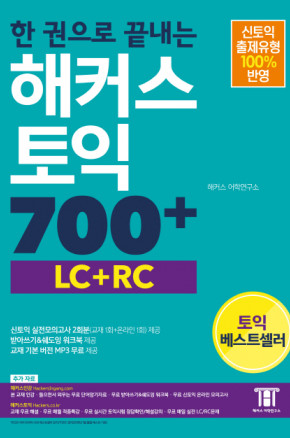 한 권으로 끝내는
신토익
출제유형
100%
반영
해커스
토익
해커스 어학연구소
700+
LC+RC
신토익 실전모의고사 2회분(교재 1회+온라인 1회) 제공
받아쓰기&쉐도잉 워크북 제공
교재 기본 버전 MP3 무료 제공
토익
베스트셀러
추가 자료
해커스인강 HackersIngang.com
해커스토익 Hackers.co.kr
해커스 어학연구소